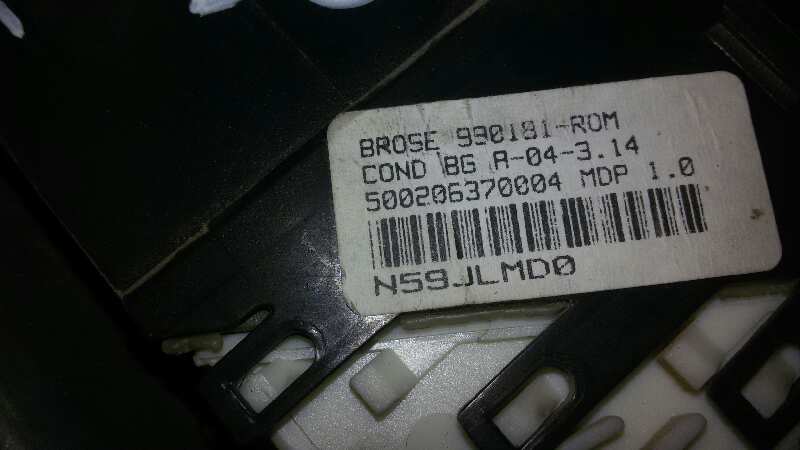 BROSE 990181-ROM
COND BG A-04-3.14
500206370004 MDP 1.0
N59JLMD0